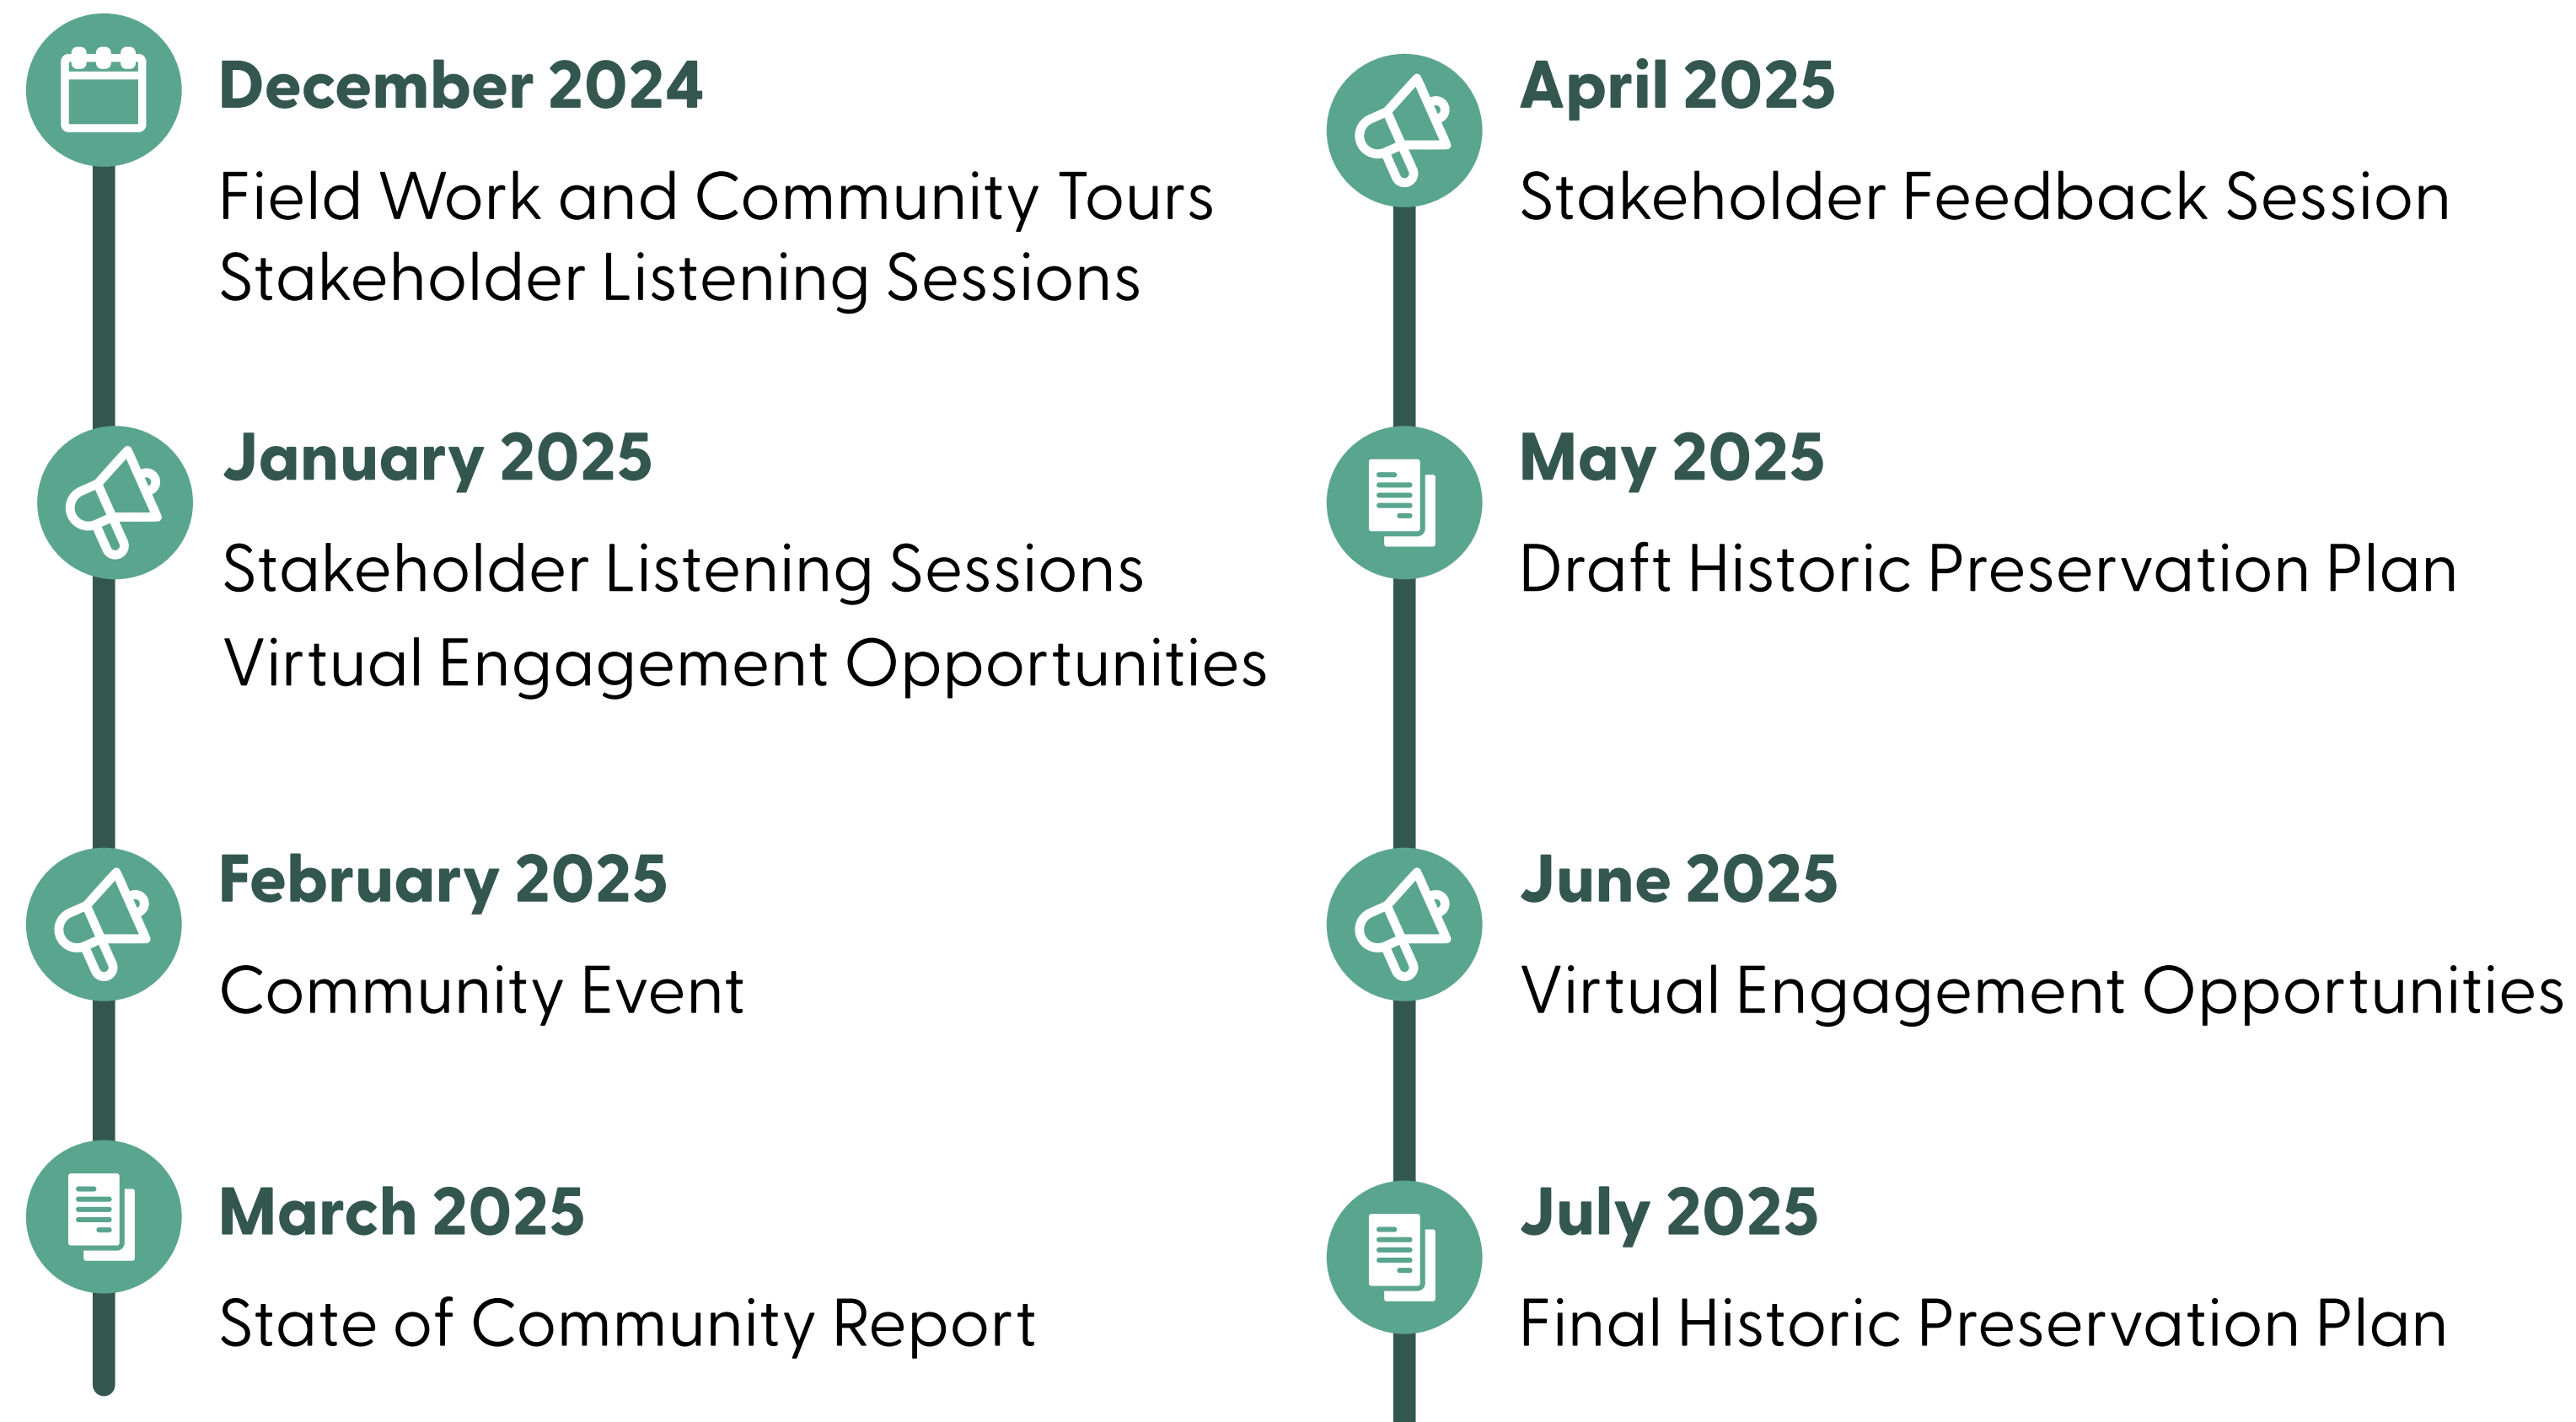 December 2024
Field Work and Community Tours
Stakeholder Listening Sessions
January 2025
Stakeholder Listening Sessions
Virtual Engagement Opportunities
February 2025
Community Event
March 2025
State of Community Report
April 2025
Stakeholder Feedback Session
May 2025
Draft Historic Preservation Plan
June 2025
Virtual Engagement Opportunities
July 2025
Final Historic Preservation Plan